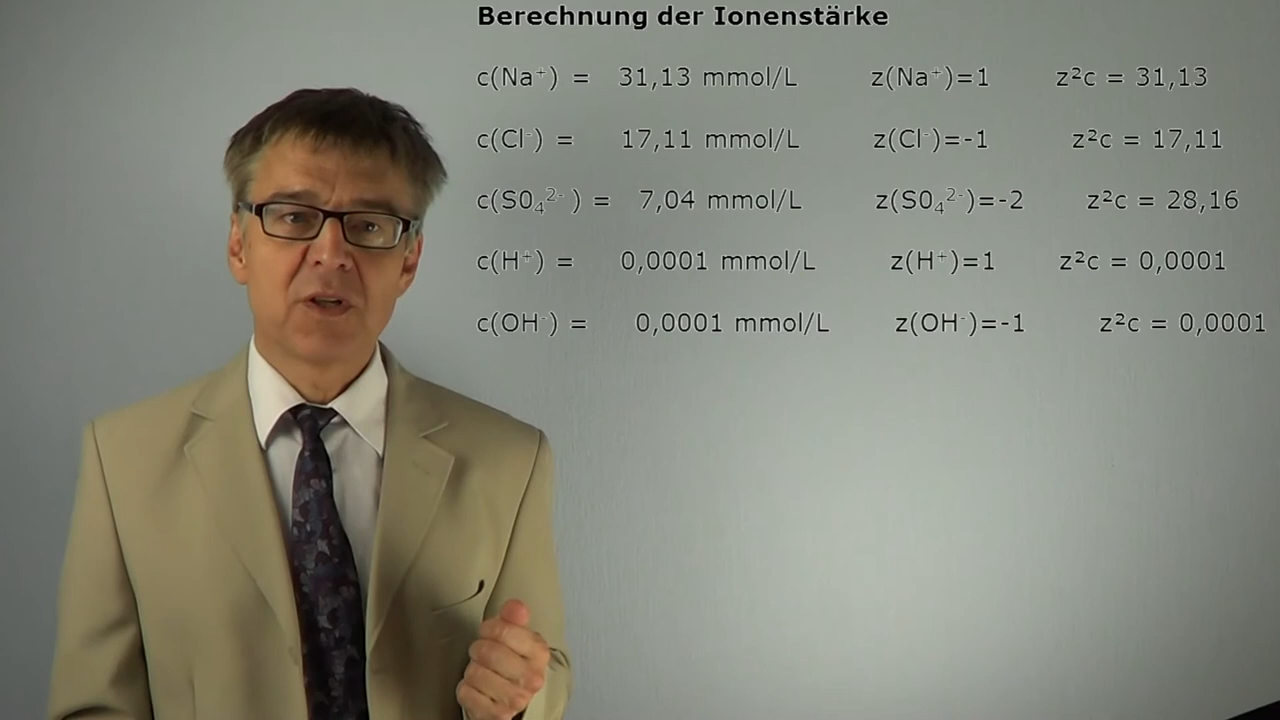 Berechnung der Ionenstärke
c(Na⁺) = 31,13 mmol/L z(Na⁺)=1 z²c = 31,13
c(Cl⁻) = 17,11 mmol/L z(Cl⁻)=-1 z²c = 17,11
c(S0₄²⁻ ) = 7,04 mmol/L z(S0₄²⁻)=-2 z²c = 28,16
c(H⁺) = 0,0001 mmol/L z(H⁺)=1 z²c = 0,0001
c(OH⁻) = 0,0001 mmol/L z(OH⁻)=-1 z²c = 0,0001